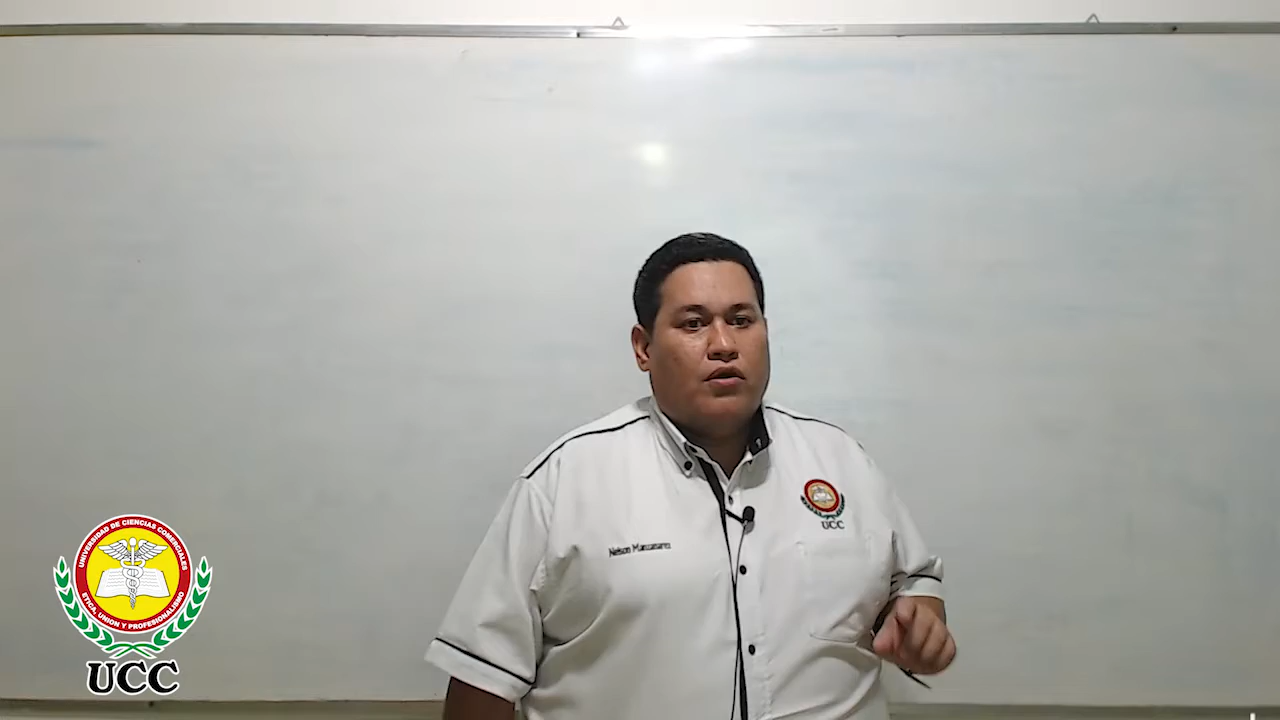 UNIVERSIDAD DE CIENCIAS COMERCIALES
ETICA, UNION Y PROFESIONALISMO
UCC
Nelson Manzanares
UCC